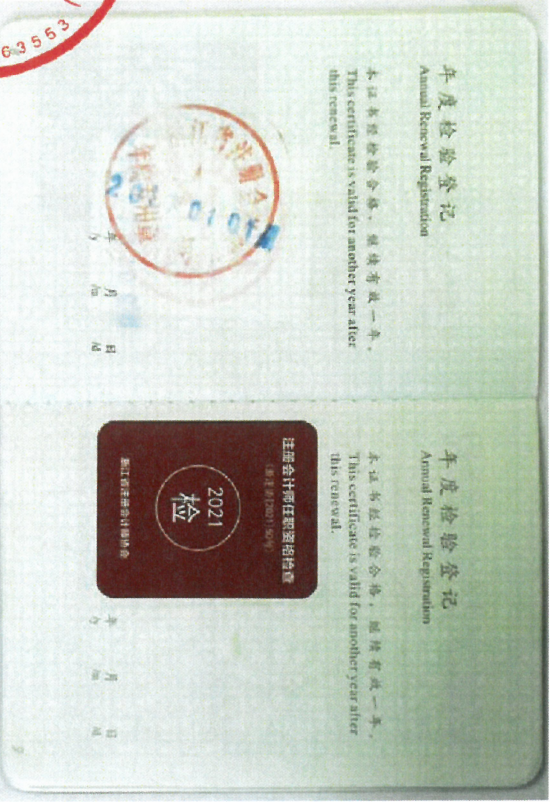 63553
年度检验登记
Annual Renewal Registration
本证书经检验合格，继续有效一年。
This certificate is valid for another year after
this renewal.
江省注册会
年 月 日
/y /m /d
年度检验登记
Annual Renewal Registration
本证书经检验合格，继续有效一年。
This certificate is valid for another year after
this renewal.
注册会计师任职资格检查
2021
检
浙江省注册会计师协会
年 月 日
/y /m /d